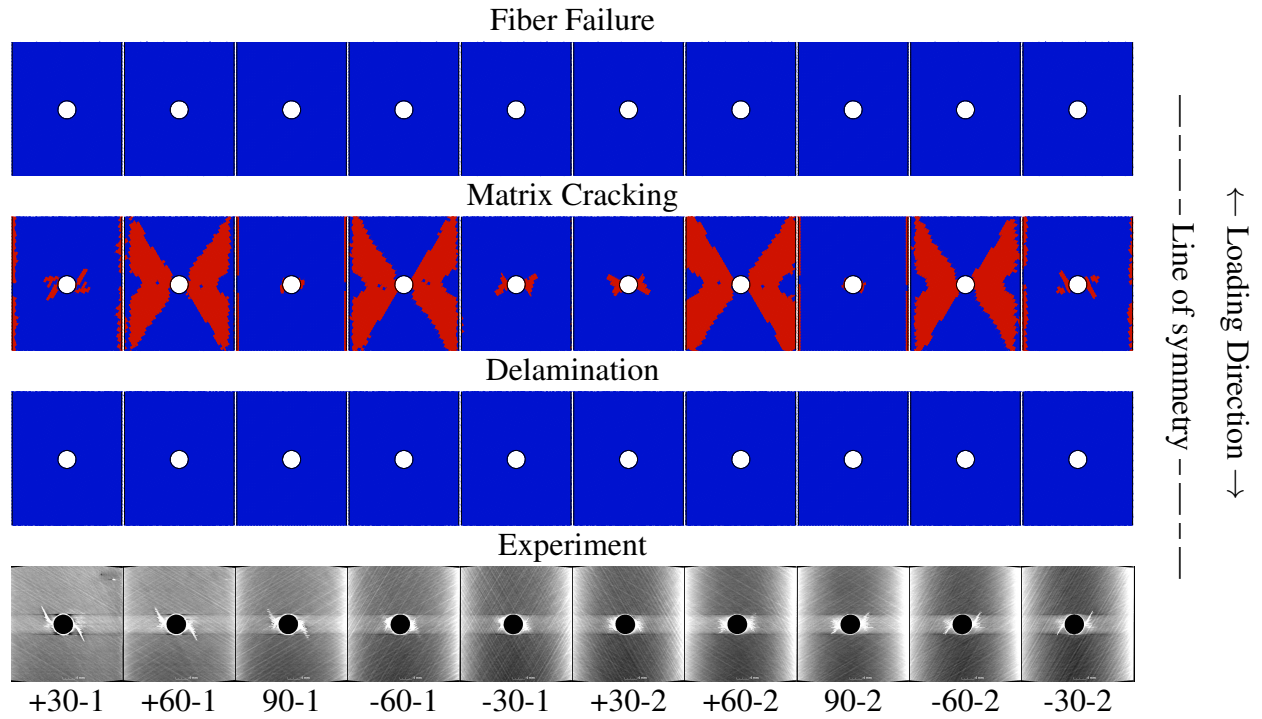 Fiber Failure
Matrix Cracking
Delamination
Experiment
+30-1 +60-1 90-1 -60-1 -30-1 +30-2 +60-2 90-2 -60-2 -30-2
Line of symmetry
← Loading Direction →